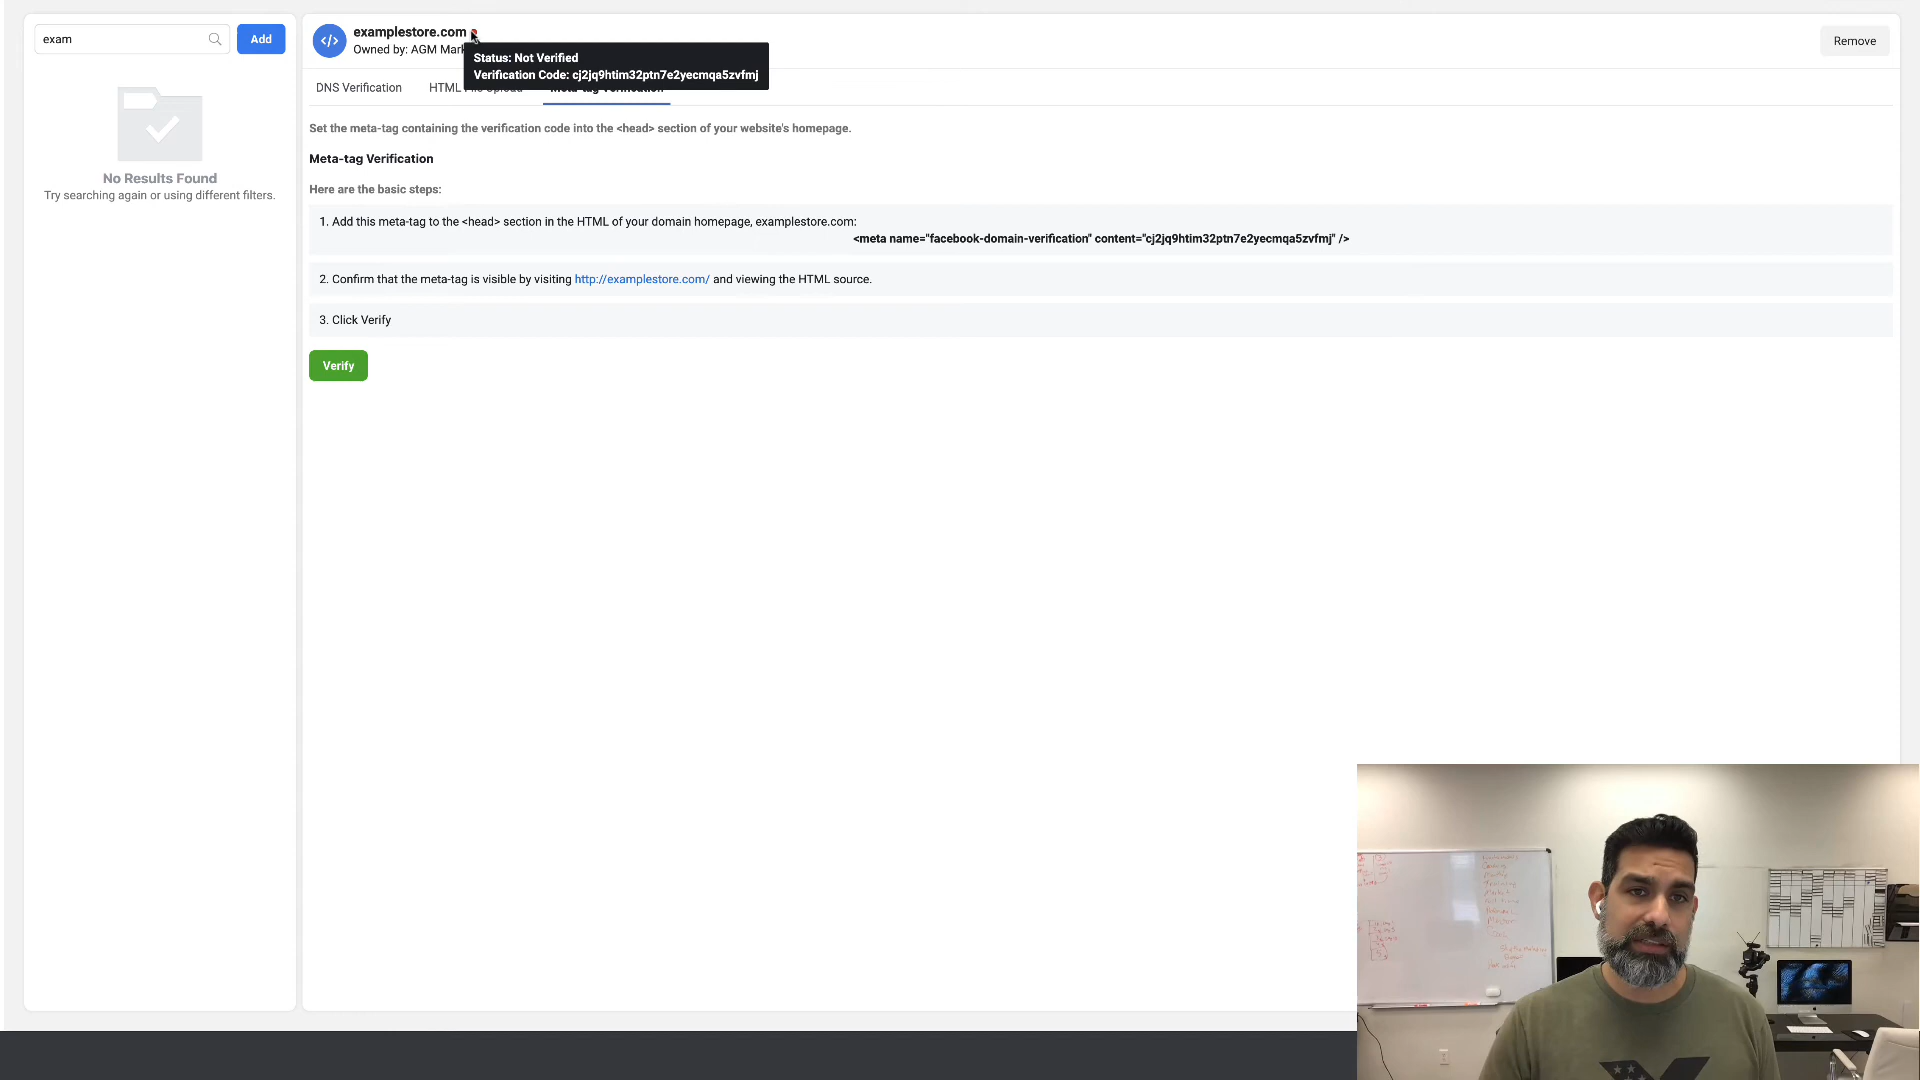 exam
Add
No Results Found
Try searching again or using different filters.
examplestore.com
Owned by: AGM Mark
Remove
Status: Not Verified
Verification Code: cj2jq9htim32ptn7e2yecmqa5zvfmj
DNS Verification
HTML File Upload
Meta-tag Verification
Set the meta-tag containing the verification code into the <head> section of your website's homepage.
Meta-tag Verification
Here are the basic steps:
1. Add this meta-tag to the <head> section in the HTML of your domain homepage, examplestore.com:
<meta name="facebook-domain-verification" content="cj2jq9htim32ptn7e2yecmqa5zvfmj" />
2. Confirm that the meta-tag is visible by visiting http://examplestore.com/ and viewing the HTML source.
3. Click Verify
Verify